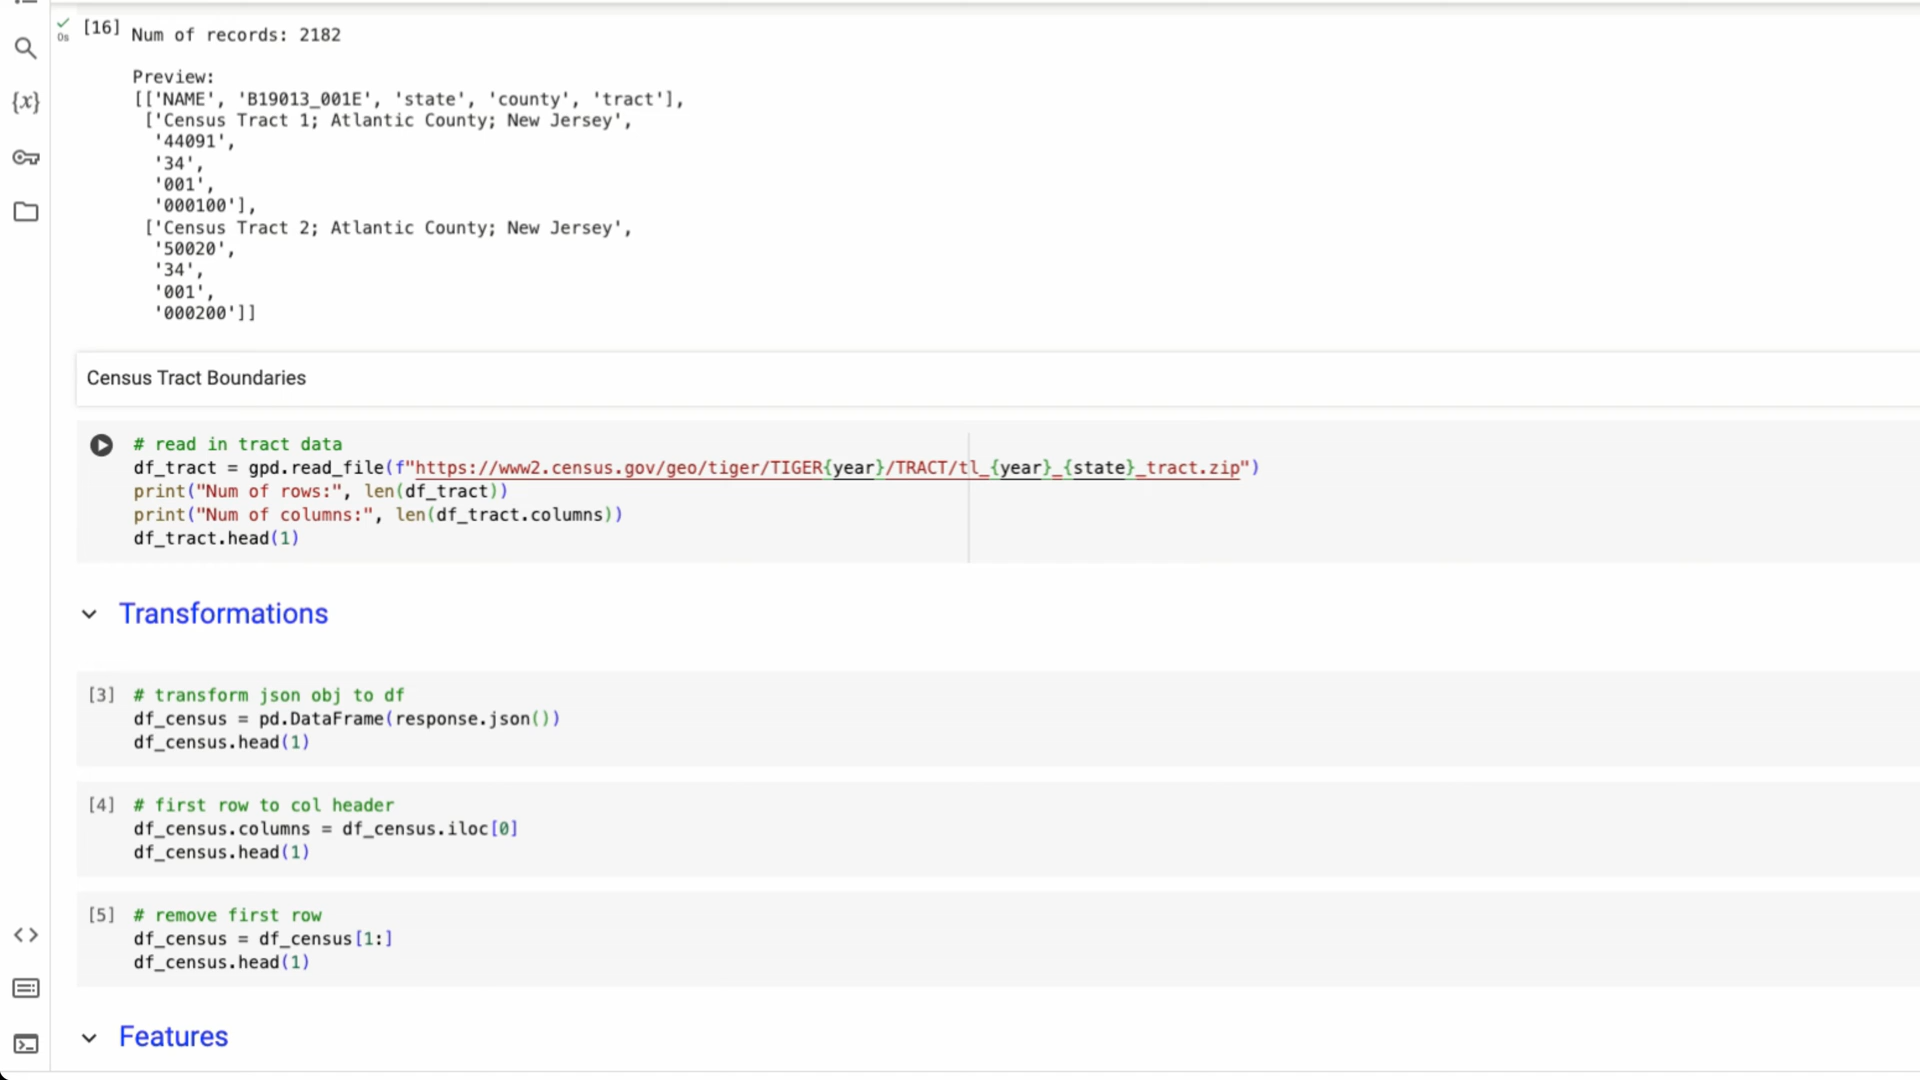 [16] Num of records: 2182
0s
Preview:
[['NAME', 'B19013_001E', 'state', 'county', 'tract'],
['Census Tract 1; Atlantic County; New Jersey',
'44091',
'34',
'001',
'000100'],
['Census Tract 2; Atlantic County; New Jersey',
'50020',
'34',
'001',
'000200']]
{x}
Census Tract Boundaries
# read in tract data
df_tract = gpd.read_file(f"https://www2.census.gov/geo/tiger/TIGER{year}/TRACT/tl_{year}_{state}_tract.zip")
print("Num of rows:", len(df_tract))
print("Num of columns:", len(df_tract.columns))
df_tract.head(1)
Transformations
[3] # transform json obj to df
df_census = pd.DataFrame(response.json())
df_census.head(1)
[4] # first row to col header
df_census.columns = df_census.iloc[0]
df_census.head(1)
[5] # remove first row
df_census = df_census[1:]
df_census.head(1)
Features